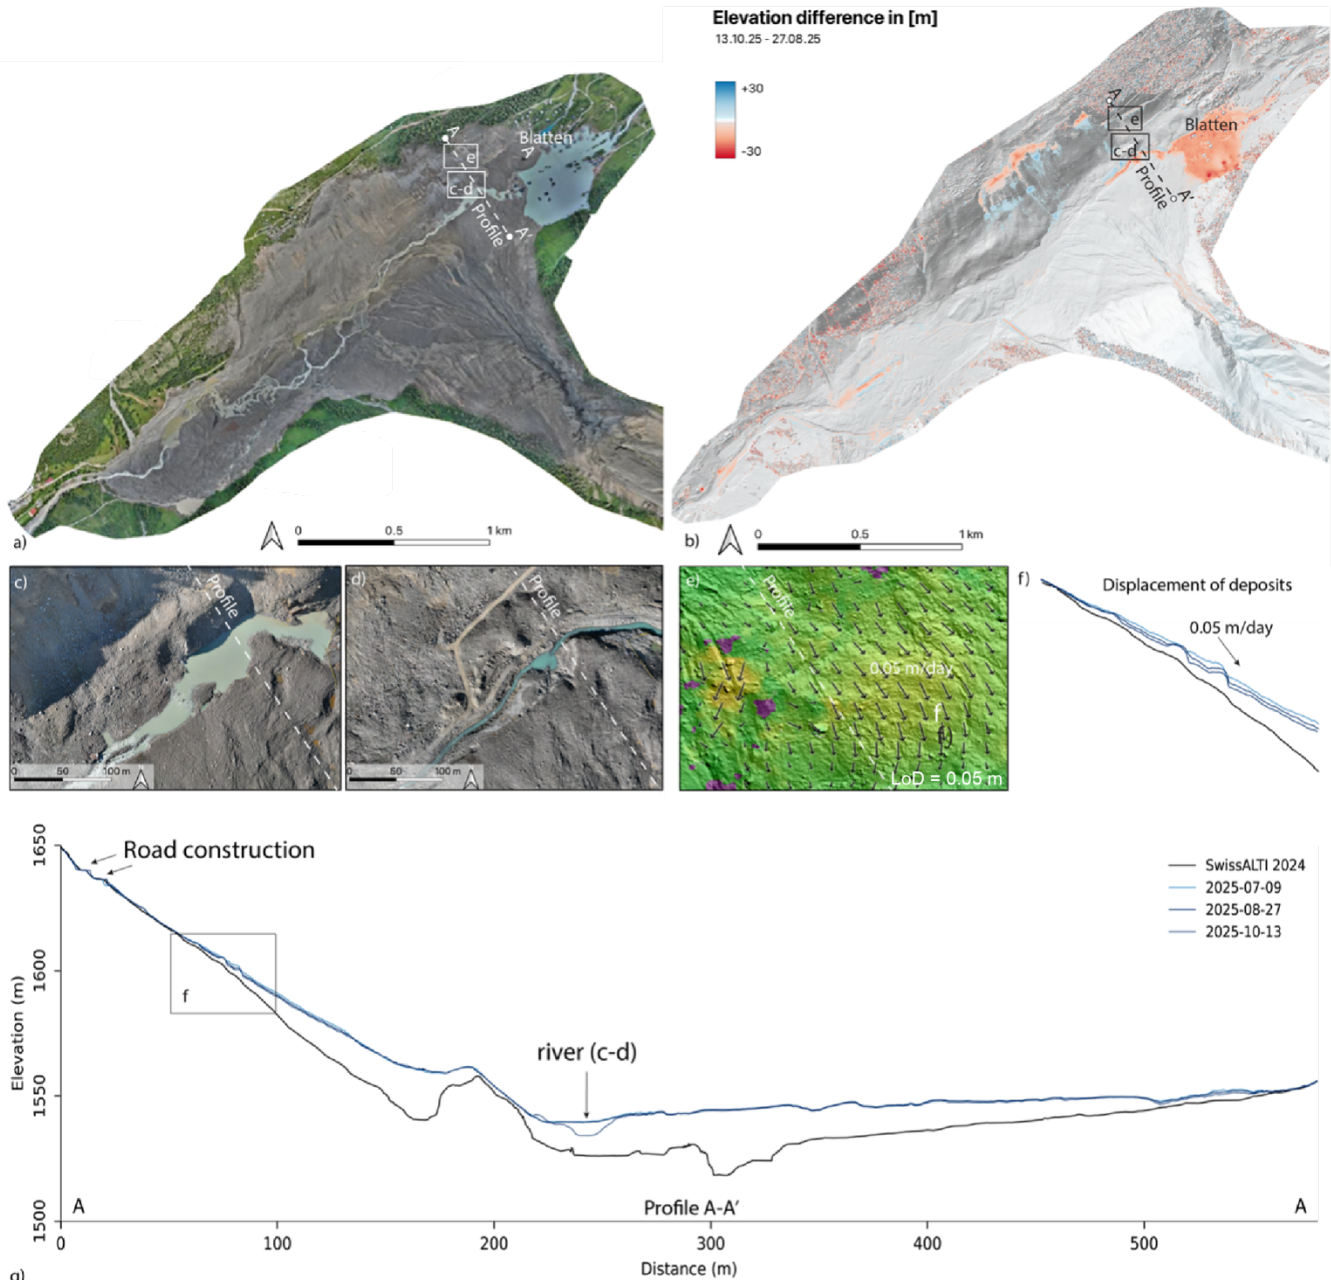 Elevation difference in [m]
13.10.25 - 27.08.25
+30
-30
A
e
c-d
Profile
A'
Blatten
A
a)
0 0.5 1 km
A
e
c-d
Profile
A'
Blatten
b)
0 0.5 1 km
c)
Profile
0 50 100 m
d)
Profile
0 50 100 m
e)
Profile
0.05 m/day
f
LoD = 0.05 m
f)
Displacement of deposits
0.05 m/day
Road construction
SwissALTI 2024
2025-07-09
2025-08-27
2025-10-13
f
river (c-d)
Elevation (m)
1650
1600
1550
1500
A
Profile A-A'
A
0 100 200 300 400 500
Distance (m)
g)